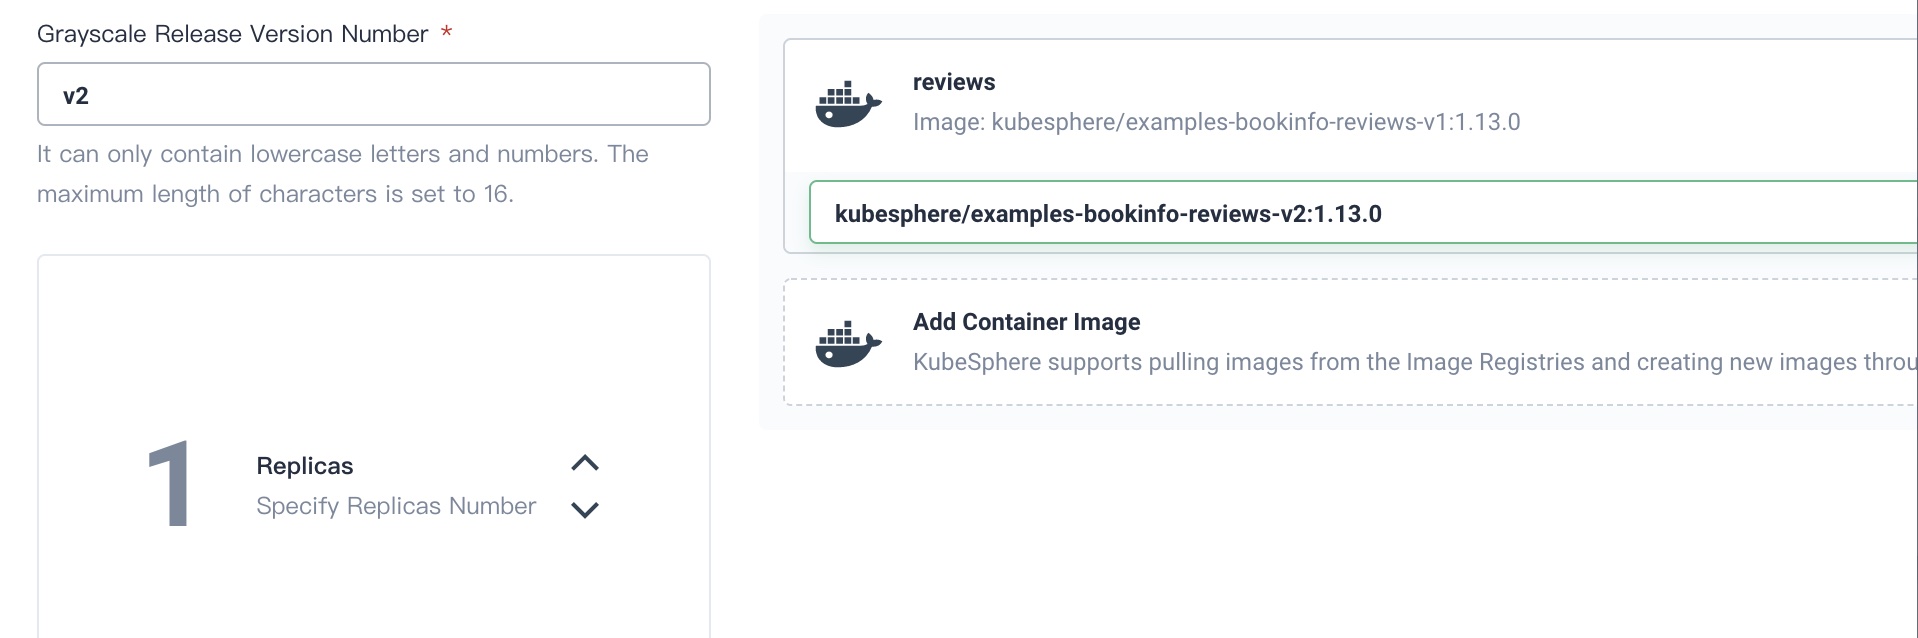 Grayscale Release Version Number *
v2
It can only contain lowercase letters and numbers. The
maximum length of characters is set to 16.
1
Replicas
Specify Replicas Number
reviews
Image: kubesphere/examples-bookinfo-reviews-v1:1.13.0
kubesphere/examples-bookinfo-reviews-v2:1.13.0
Add Container Image
KubeSphere supports pulling images from the Image Registries and creating new images throu